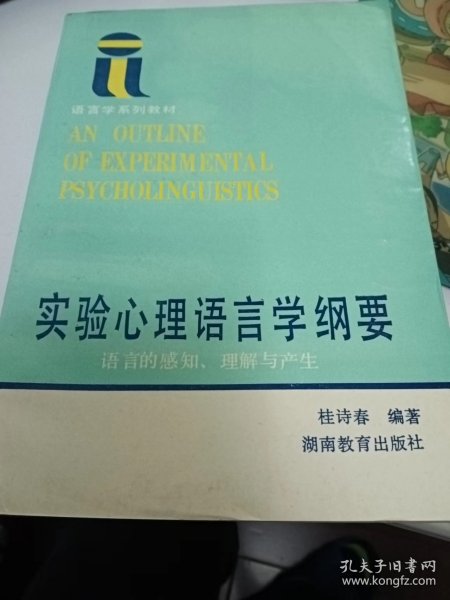 语言学系列教材
AN OUTLINE
OF EXPERIMENTAL
PSYCHOLINGUISTICS
实验心理语言学纲要
语言的感知、理解与产生
桂诗春 编著
湖南教育出版社
孔夫子旧书网
www.kongfz.com